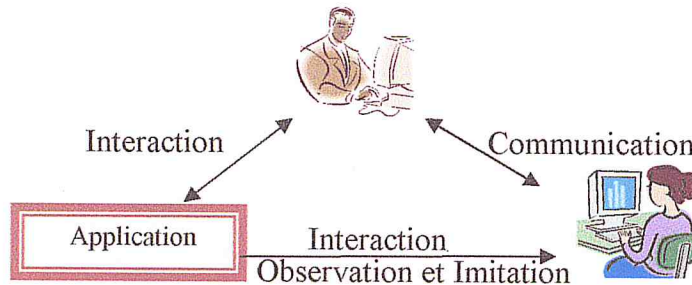 Interaction
Communication
Application
Interaction
Observation et Imitation